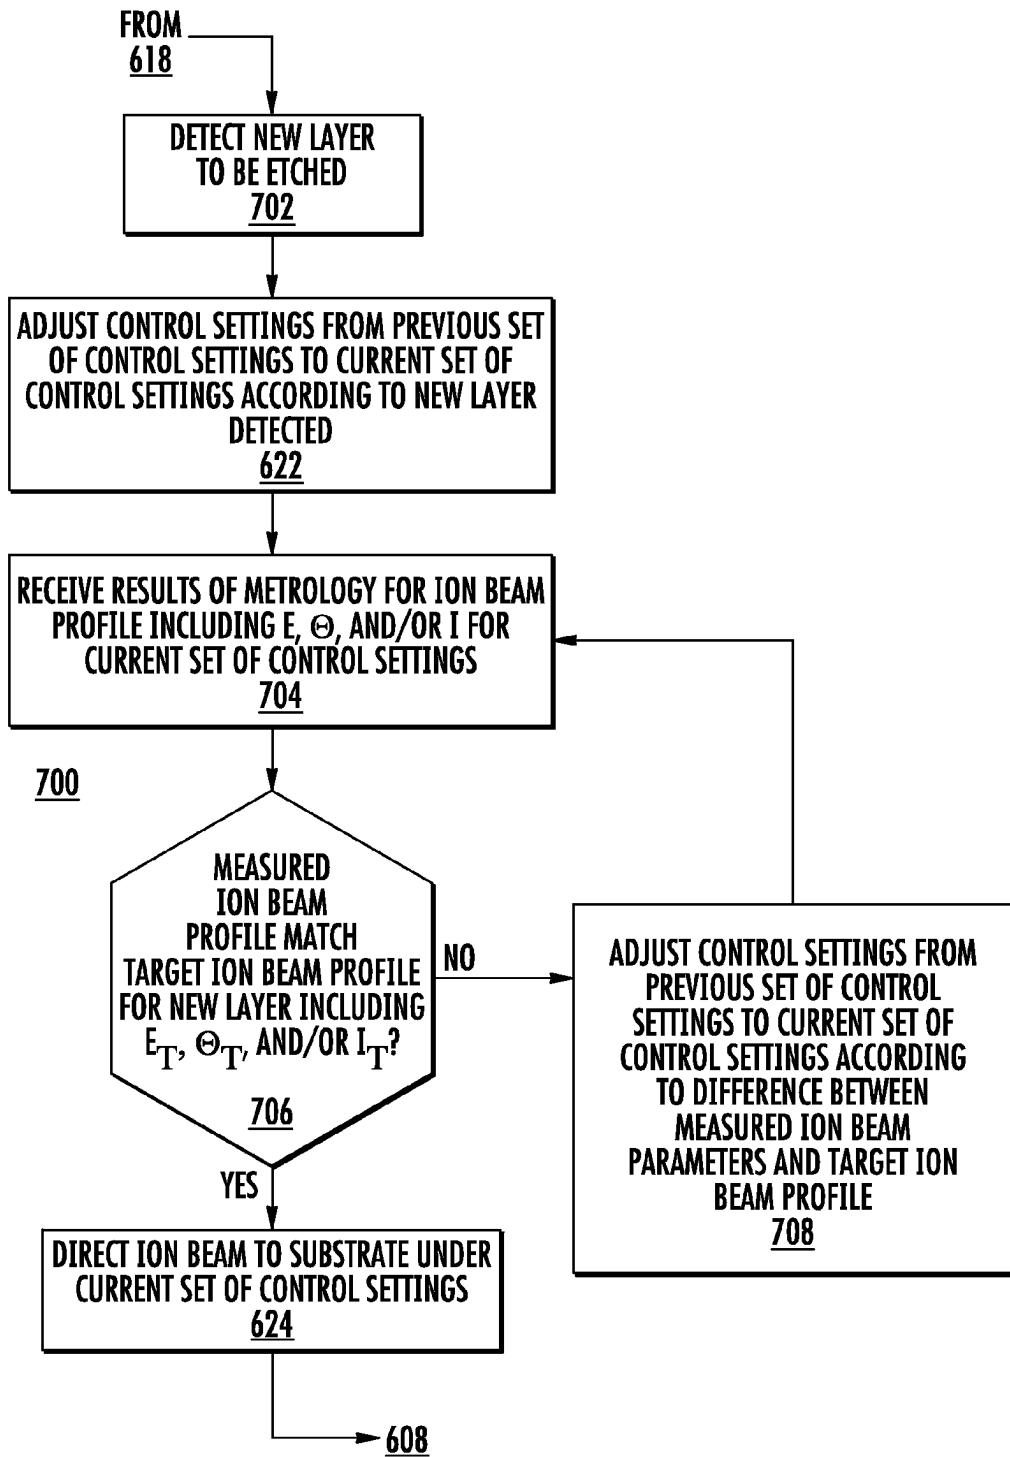 FROM
618
DETECT NEW LAYER
TO BE ETCHED
702
ADJUST CONTROL SETTINGS FROM PREVIOUS SET
OF CONTROL SETTINGS TO CURRENT SET OF
CONTROL SETTINGS ACCORDING TO NEW LAYER
DETECTED
622
RECEIVE RESULTS OF METROLOGY FOR ION BEAM
PROFILE INCLUDING E, Θ, AND/OR I FOR
CURRENT SET OF CONTROL SETTINGS
704
700
MEASURED
ION BEAM
PROFILE MATCH
TARGET ION BEAM PROFILE
FOR NEW LAYER INCLUDING
E_T, Θ_T, AND/OR I_T?
706
NO
ADJUST CONTROL SETTINGS FROM
PREVIOUS SET OF CONTROL
SETTINGS TO CURRENT SET OF
CONTROL SETTINGS ACCORDING
TO DIFFERENCE BETWEEN
MEASURED ION BEAM
PARAMETERS AND TARGET ION
BEAM PROFILE
708
YES
DIRECT ION BEAM TO SUBSTRATE UNDER
CURRENT SET OF CONTROL SETTINGS
624
608